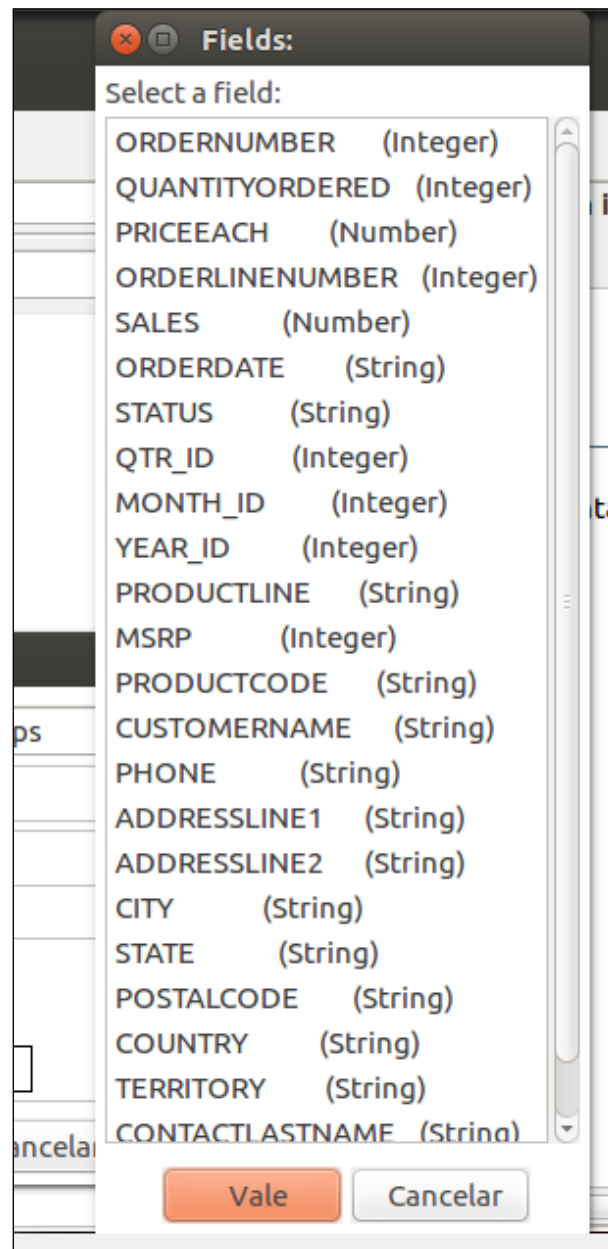 Fields:
Select a field:
ORDERNUMBER (Integer)
QUANTITYORDERED (Integer)
PRICEEACH (Number)
ORDERLINENUMBER (Integer)
SALES (Number)
ORDERDATE (String)
STATUS (String)
QTR_ID (Integer)
MONTH_ID (Integer)
YEAR_ID (Integer)
PRODUCTLINE (String)
MSRP (Integer)
PRODUCTCODE (String)
CUSTOMERNAME (String)
PHONE (String)
ADDRESSLINE1 (String)
ADDRESSLINE2 (String)
CITY (String)
STATE (String)
POSTALCODE (String)
COUNTRY (String)
TERRITORY (String)
CONTACTLASTNAME (String)
Vale Cancelar